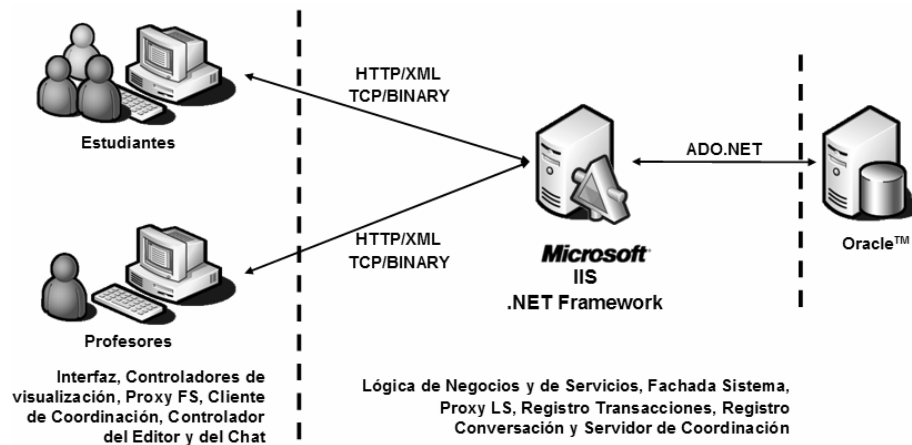 HTTP/XML
TCP/BINARY
Estudiantes
ADO.NET
HTTP/XML
TCP/BINARY
Microsoft
IIS
.NET Framework
Oracle™
Profesores
Interfaz, Controladores de
visualización, Proxy FS, Cliente
de Coordinación, Controlador
del Editor y del Chat
Lógica de Negocios y de Servicios, Fachada Sistema,
Proxy LS, Registro Transacciones, Registro
Conversación y Servidor de Coordinación